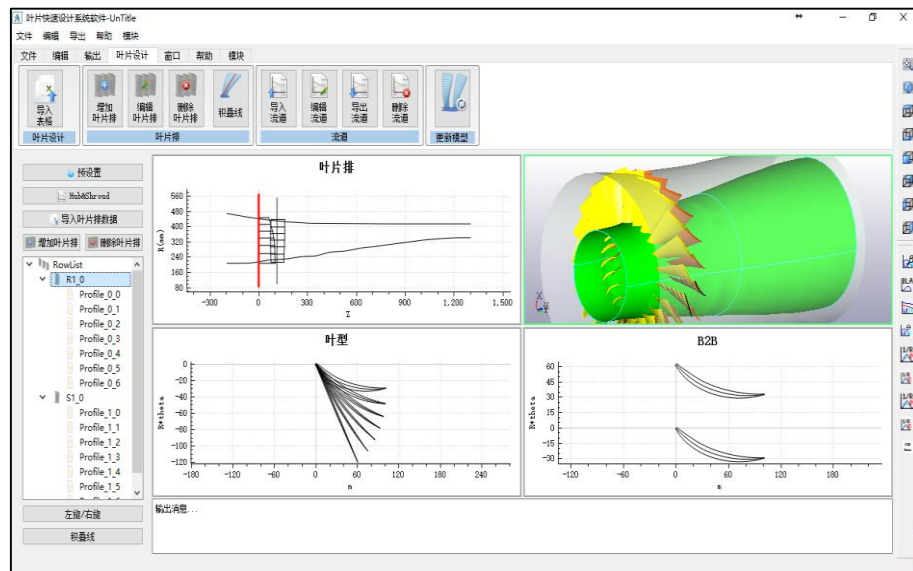 叶片快速设计系统软件-UnTitle
文件 编辑 导出 帮助 模块
文件 编辑 输出 叶片设计 窗口 帮助 模块
导入表格
增加叶片排
编辑叶片排
删除叶片排
积叠线
导入流道
编辑流道
导出流道
删除流道
更新模型
叶片设计 叶片排 流道
预设置
Hub&Shroud
导入叶片排数据
增加叶片排 删除叶片排
RowList
R1_0
Profile_0_0
Profile_0_1
Profile_0_2
Profile_0_3
Profile_0_4
Profile_0_5
Profile_0_6
S1_0
Profile_1_0
Profile_1_1
Profile_1_2
Profile_1_3
Profile_1_4
Profile_1_5
左旋/右旋
积叠线
叶片排
R(mm)
560
480
400
320
240
160
80
-300 0 300 600 900 1,200 1,500
Z
X
叶型
R*theta
0
-20
-40
-60
-80
-100
-120
-180 -120 -60 0 60 120 180 240
m
B2B
R*theta
60
45
30
15
0
-15
-30
-120 -60 0 60 120 180
m
输出消息...
BLA